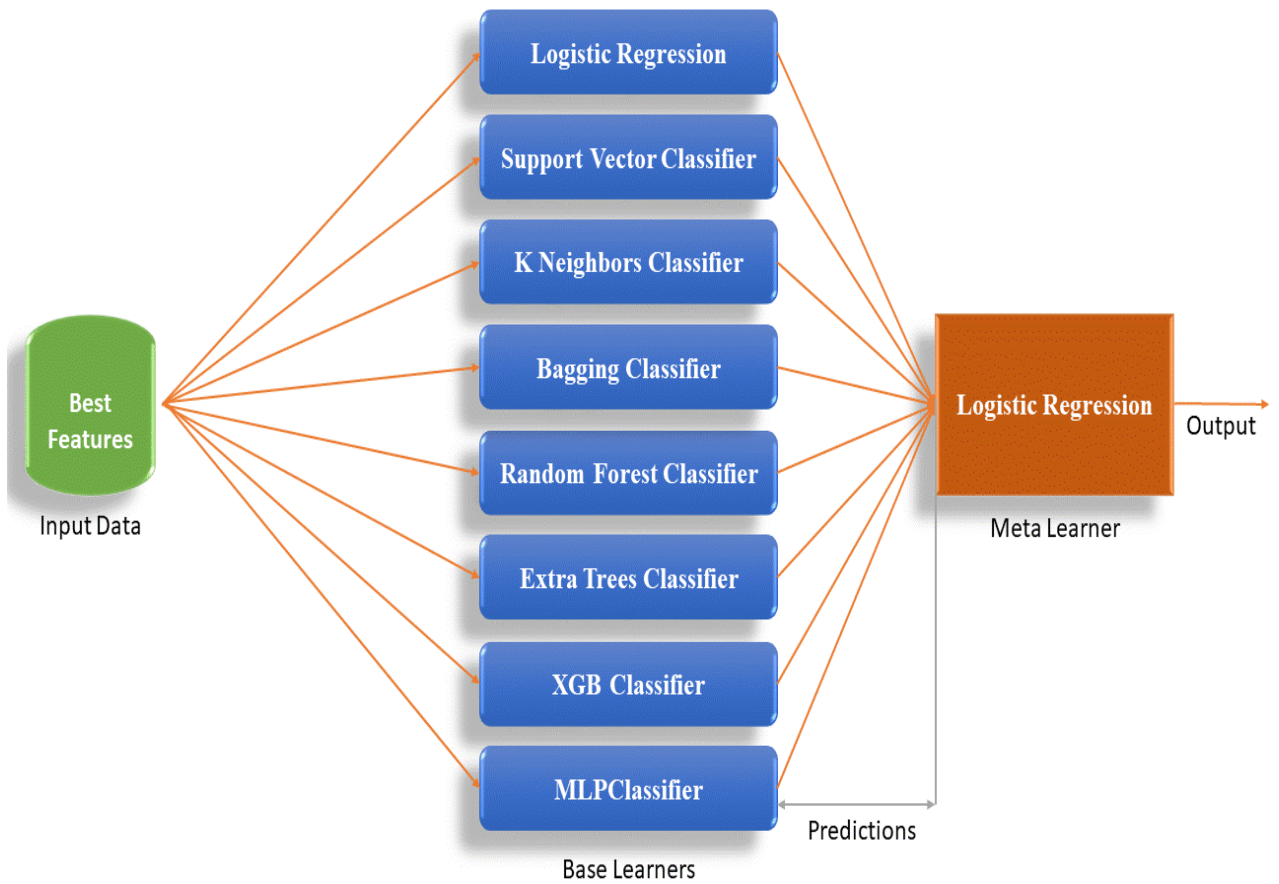 Best
Features
Input Data
Logistic Regression
Support Vector Classifier
K Neighbors Classifier
Bagging Classifier
Random Forest Classifier
Extra Trees Classifier
XGB Classifier
MLPClassifier
Base Learners
Predictions
Logistic Regression
Meta Learner
Output